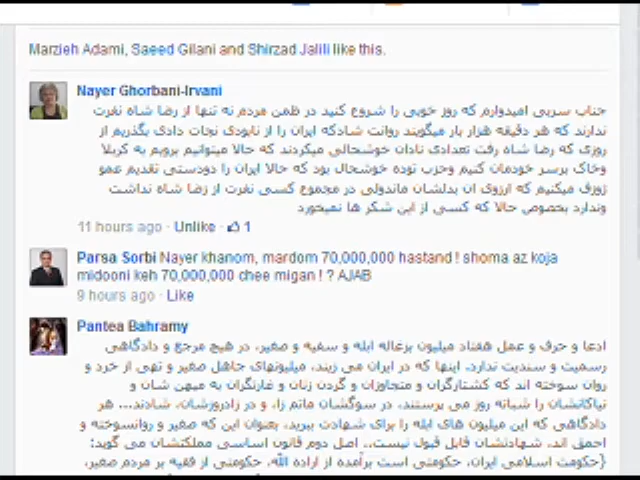 Marzieh Adami, Saeed Gilani and Shirzad Jalili like this.
Nayer Ghorbani-Irvani
جناب سربی امیدوارم که روز خوبی را شروع کنید در ظمن مردم نه تنها از رضا شاه نفرت
ندارند که هر دقیقه هزار بار میگویند روانت شادکه ایران را از نابودی نجات دادی بگذریم از
روزی که رضا شاه رفت تعدادی نادان خوشحالی میکردند که حالا میتوانیم برویم به کربلا
وخاک برسر خودمان کنیم وحزب توده خوشحال بود که حالا ایران را دودستی تقدیم عمو
ژوزف میکنیم که ارزوی ان بدلشان ماندولی در مجموع کسی نفرت از رضا شاه نداشت
وندارد بخصوص حالا که کسی از این شکر ها نمیخورد
11 hours ago · Unlike · 1
Parsa Sorbi Nayer khanom, mardom 70,000,000 hastand ! shoma az koja
midooni keh 70,000,000 chee migan ! ? AJAB
9 hours ago · Like
Pantea Bahramy
ادعا و حرف و عمل هفتاد میلیون بزغاله ابله و سفیه و صغیر، در هیچ مرجع و دادگاهی
رسمیت و سندیت ندارد. اینها که در ایران می زیند، میلیونهای جاهل صغیر و تهی از خرد و
روان سوخته اند که کشتارگران و متجاوزان و گردن زنان و غارتگران به میهن شان و
نیاکانشان را شبانه روز می پرستند، در سوگشان ماتم زا، و در زادروزشان، شادند... هر
دادگاهی که این میلیون های ابله را برای شهادت ببرید، بعنوان این که صغیر و روانسوخته و
احمق اند، شهادتشان قابل قبول نیست.. اصل دوم قانون اساسی مملکتشان می گوید:
{حکومت اسلامی ایران، حکومتی است برآمده از اراده الله، حکومتی از فقیه بر مردم صغیر،